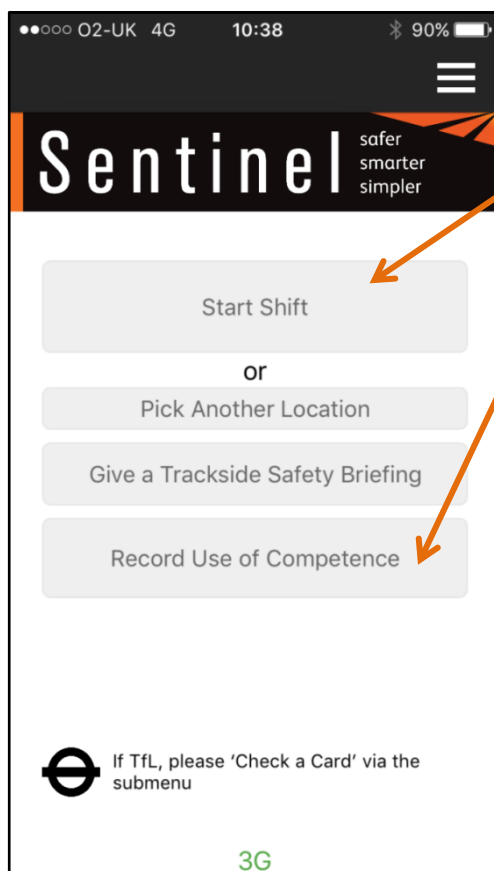 O2-UK 4G 10:38 90%
Sentinel
safer
smarter
simpler
Start Shift
or
Pick Another Location
Give a Trackside Safety Briefing
Record Use of Competence
If TfL, please ‘Check a Card’ via the
submenu
3G